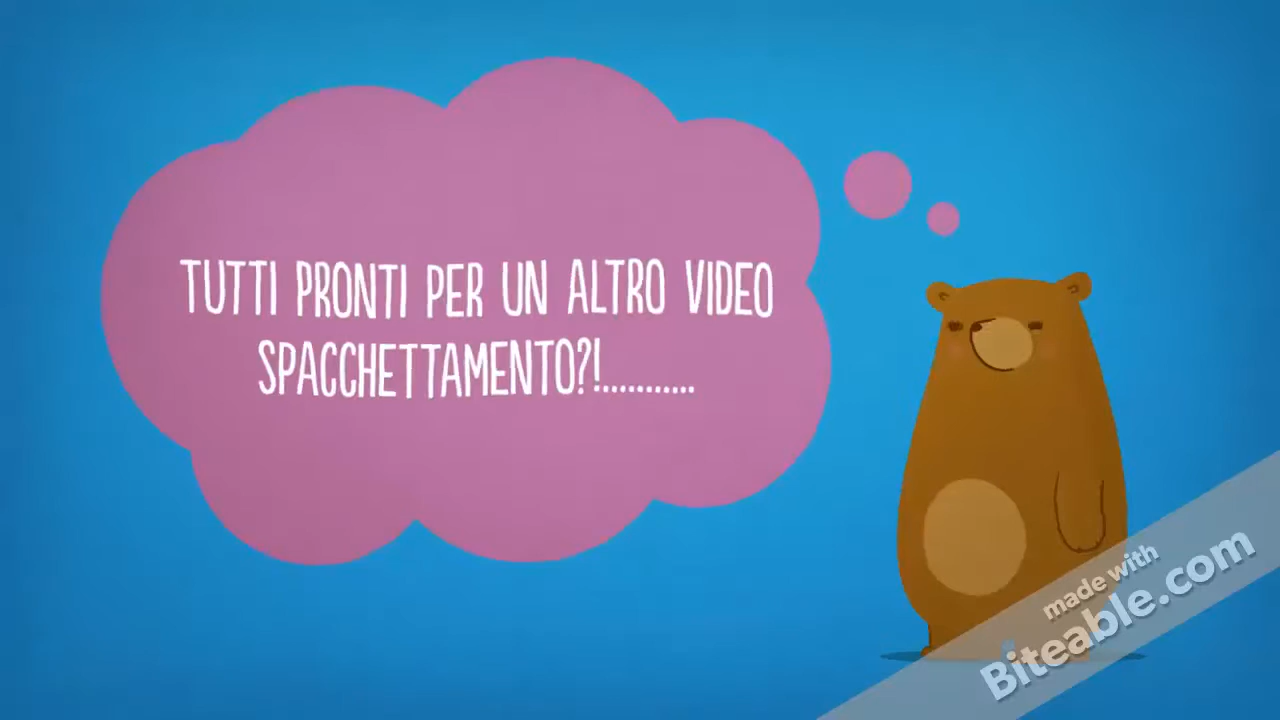 TUTTI PRONTI PER UN ALTRO VIDEO
SPACCHETTAMENTO?!............
made with
Biteable.com